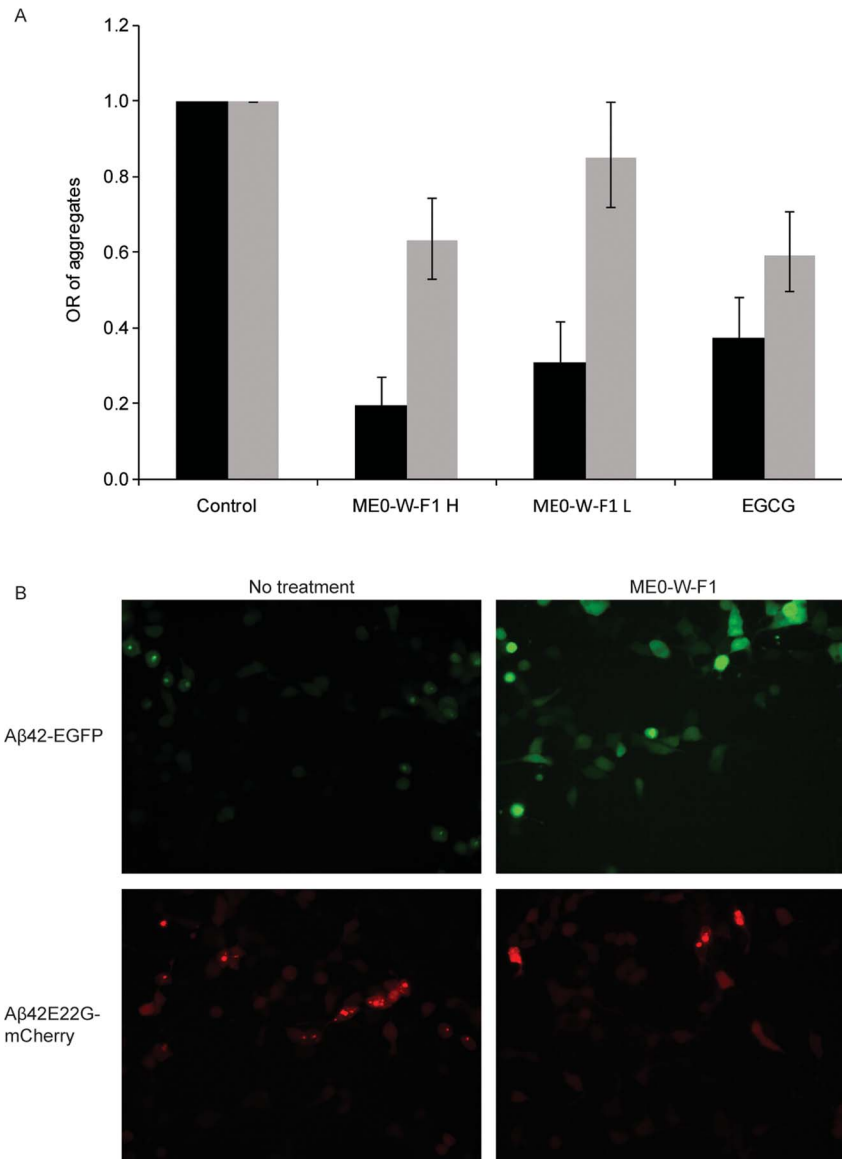 A
1.2
1.0
0.8
0.6
0.4
0.2
0.0
OR of aggregates
Control
ME0-W-F1 H
ME0-W-F1 L
EGCG
B
No treatment
ME0-W-F1
Aβ42-EGFP
Aβ42E22G-
mCherry